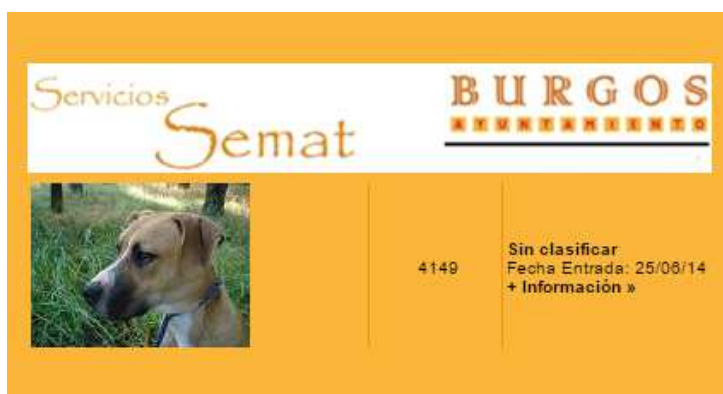 Servicios
Semat
BURGOS
AYUNTAMIENTO
4149
Sin clasificar
Fecha Entrada: 25/06/14
+ Información »